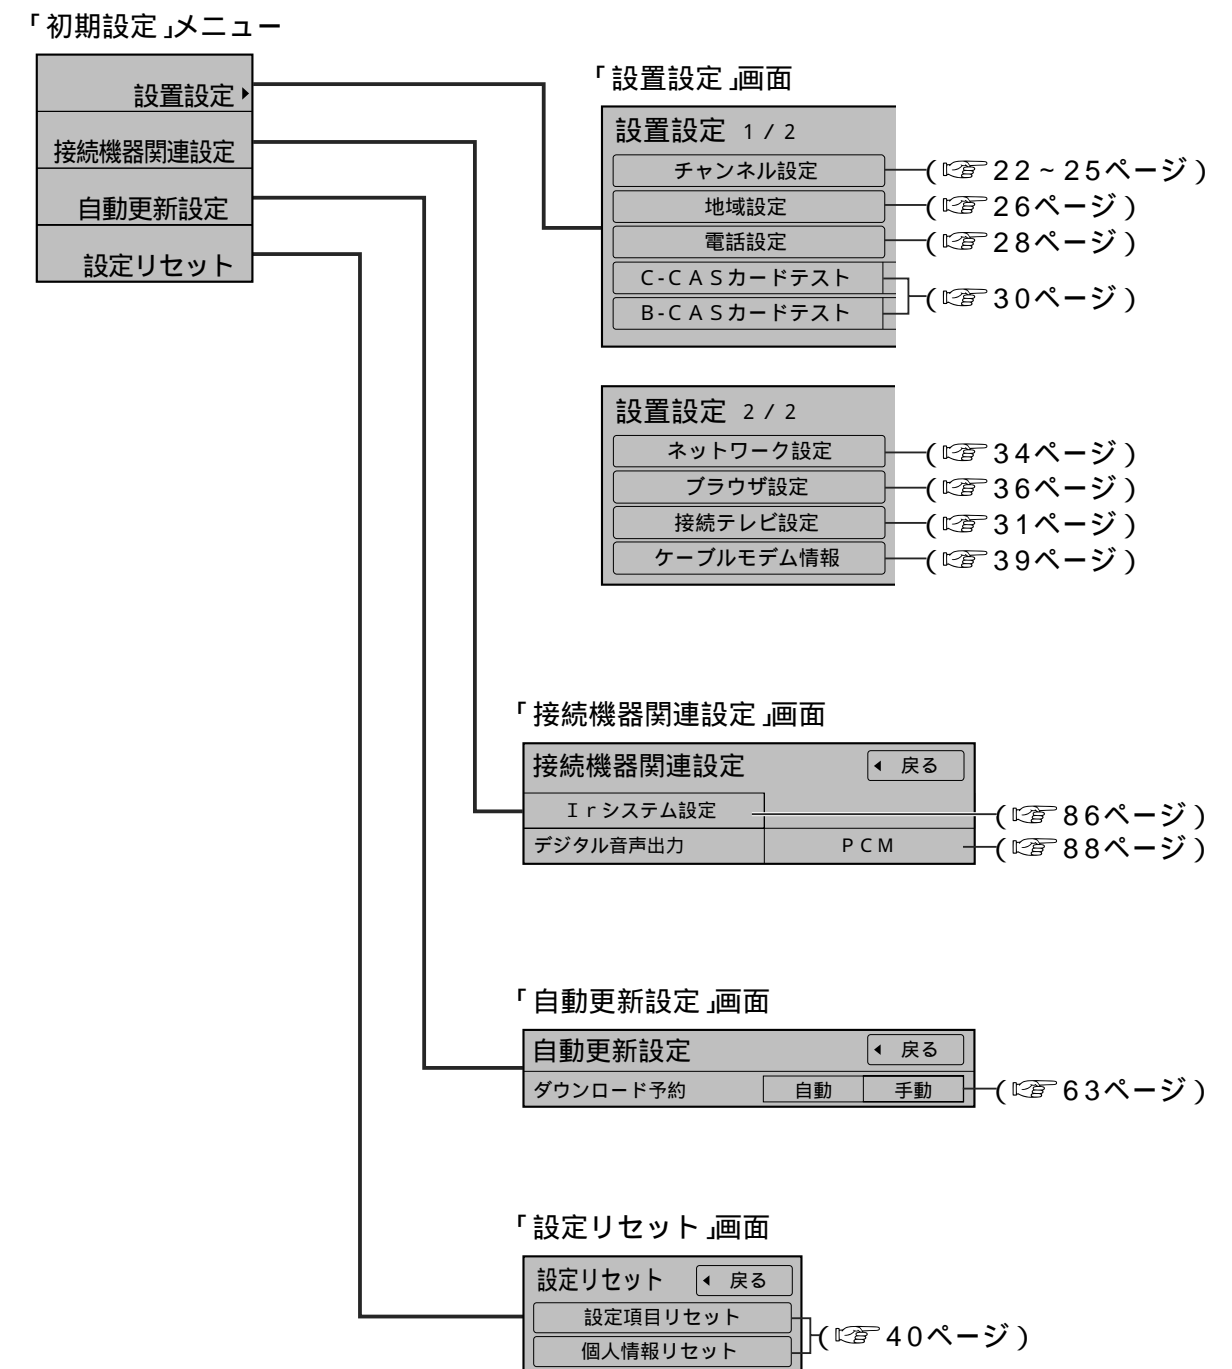 「初期設定」メニュー
設置設定
接続機器関連設定
自動更新設定
設定リセット
「設置設定」画面
設置設定 1/2
チャンネル設定 (☞22~25ページ)
地域設定 (☞26ページ)
電話設定 (☞28ページ)
C-CASカードテスト
B-CASカードテスト
(☞30ページ)
設置設定 2/2
ネットワーク設定 (☞34ページ)
ブラウザ設定 (☞36ページ)
接続テレビ設定 (☞31ページ)
ケーブルモデム情報 (☞39ページ)
「接続機器関連設定」画面
接続機器関連設定 戻る
Irシステム設定 (☞86ページ)
デジタル音声出力 PCM (☞88ページ)
「自動更新設定」画面
自動更新設定 戻る
ダウンロード予約 自動 手動 (☞63ページ)
「設定リセット」画面
設定リセット 戻る
設定項目リセット
個人情報リセット
(☞40ページ)